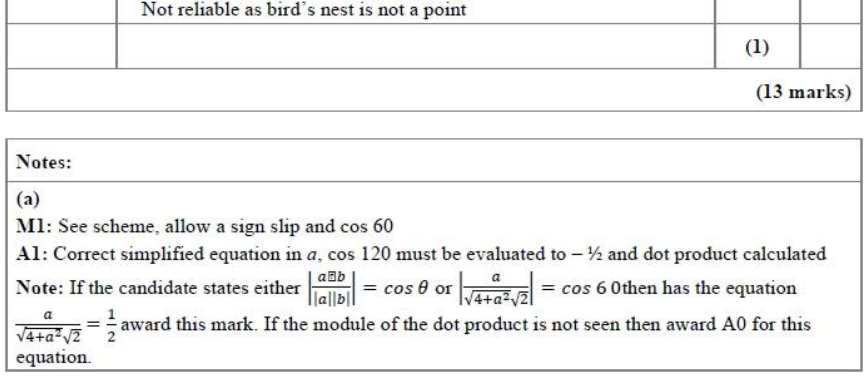 Not reliable as bird's nest is not a point
(1)
(13 marks)
Notes:
(a)
M1: See scheme, allow a sign slip and cos 60
A1: Correct simplified equation in a, cos 120 must be evaluated to – ½ and dot product calculated
Note: If the candidate states either |a⍰b / |a||b|| = cos θ or |a / √4+a²√2| = cos 6 0then has the equation
a / √4+a²√2 = 1/2 award this mark. If the module of the dot product is not seen then award A0 for this
equation.